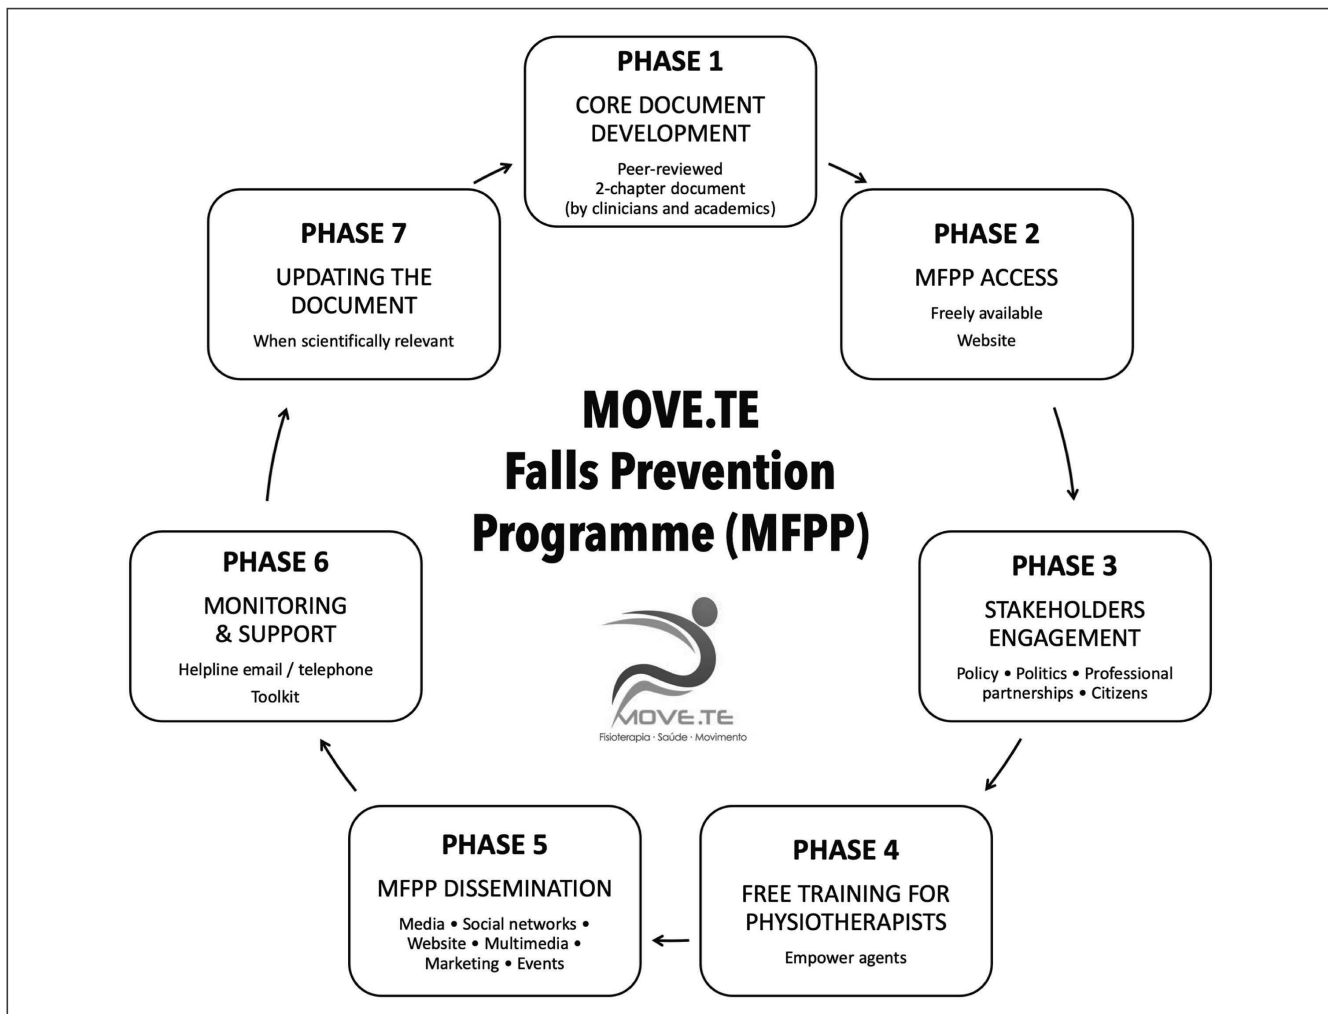 PHASE 1
CORE DOCUMENT
DEVELOPMENT
Peer-reviewed
2-chapter document
(by clinicians and academics)
PHASE 2
MFPP ACCESS
Freely available
Website
PHASE 3
STAKEHOLDERS
ENGAGEMENT
Policy • Politics • Professional
partnerships • Citizens
PHASE 4
FREE TRAINING FOR
PHYSIOTHERAPISTS
Empower agents
PHASE 5
MFPP DISSEMINATION
Media • Social networks •
Website • Multimedia •
Marketing • Events
PHASE 6
MONITORING
& SUPPORT
Helpline email / telephone
Toolkit
PHASE 7
UPDATING THE
DOCUMENT
When scientifically relevant
MOVE.TE
Falls Prevention
Programme (MFPP)
MOVE.TE
Fisioterapia · Saúde · Movimento